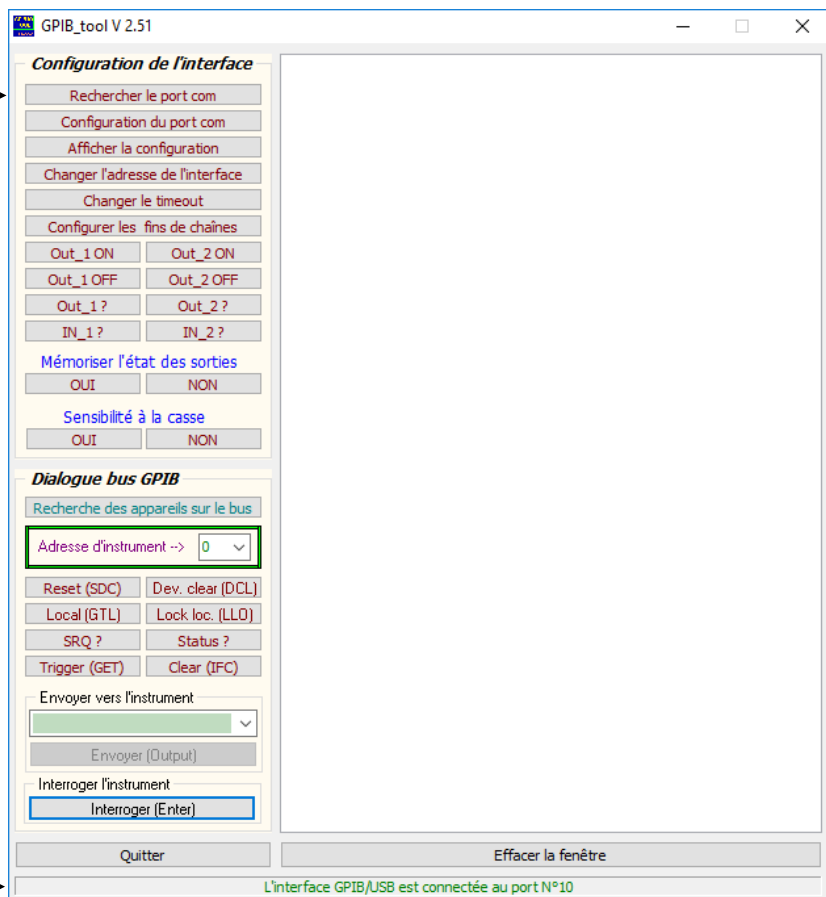 GPIB_tool V 2.51
Configuration de l'interface
Rechercher le port com
Configuration du port com
Afficher la configuration
Changer l'adresse de l'interface
Changer le timeout
Configurer les fins de chaînes
Out_1 ON Out_2 ON
Out_1 OFF Out_2 OFF
Out_1 ? Out_2 ?
IN_1 ? IN_2 ?
Mémoriser l'état des sorties
OUI NON
Sensibilité à la casse
OUI NON
Dialogue bus GPIB
Recherche des appareils sur le bus
Adresse d'instrument --> 0
Reset (SDC) Dev. clear (DCL)
Local (GTL) Lock loc. (LLO)
SRQ ? Status ?
Trigger (GET) Clear (IFC)
Envoyer vers l'instrument
Envoyer (Output)
Interroger l'instrument
Interroger (Enter)
Quitter Effacer la fenêtre
L'interface GPIB/USB est connectée au port N°10